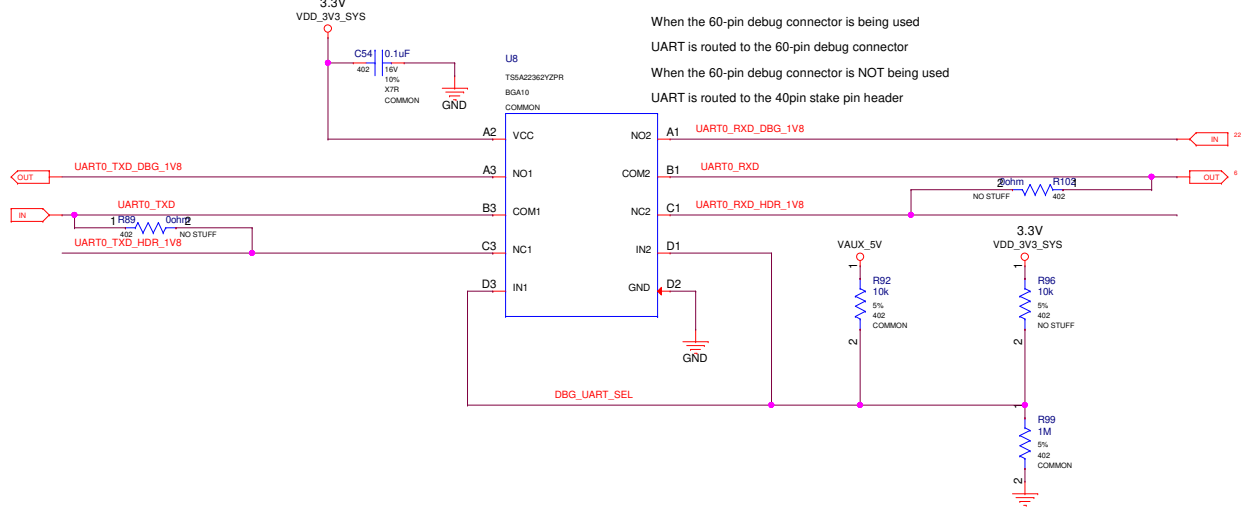 3.3V
VDD_3V3_SYS
When the 60-pin debug connector is being used
UART is routed to the 60-pin debug connector
When the 60-pin debug connector is NOT being used
UART is routed to the 40pin stake pin header
C54 0.1uF
402 16V
10%
X7R
COMMON
GND
U8
TS5A22362YZPR
BGA10
COMMON
A2 VCC
NO2 A1 UART0_RXD_DBG_1V8 IN 22
OUT UART0_TXD_DBG_1V8 A3 NO1
COM2 B1 UART0_RXD OUT 6
2 0ohm R102 1
NO STUFF 402
IN UART0_TXD B3 COM1
NC2 C1 UART0_RXD_HDR_1V8
1 R89 0ohm 2
402 NO STUFF
UART0_TXD_HDR_1V8 C3 NC1
IN2 D1
D3 IN1
GND D2
GND
VAUX_5V
1
R92
10k
5%
402
COMMON
2
3.3V
VDD_3V3_SYS
1
R96
10k
5%
402
NO STUFF
2
DBG_UART_SEL
1
R99
1M
5%
402
COMMON
2